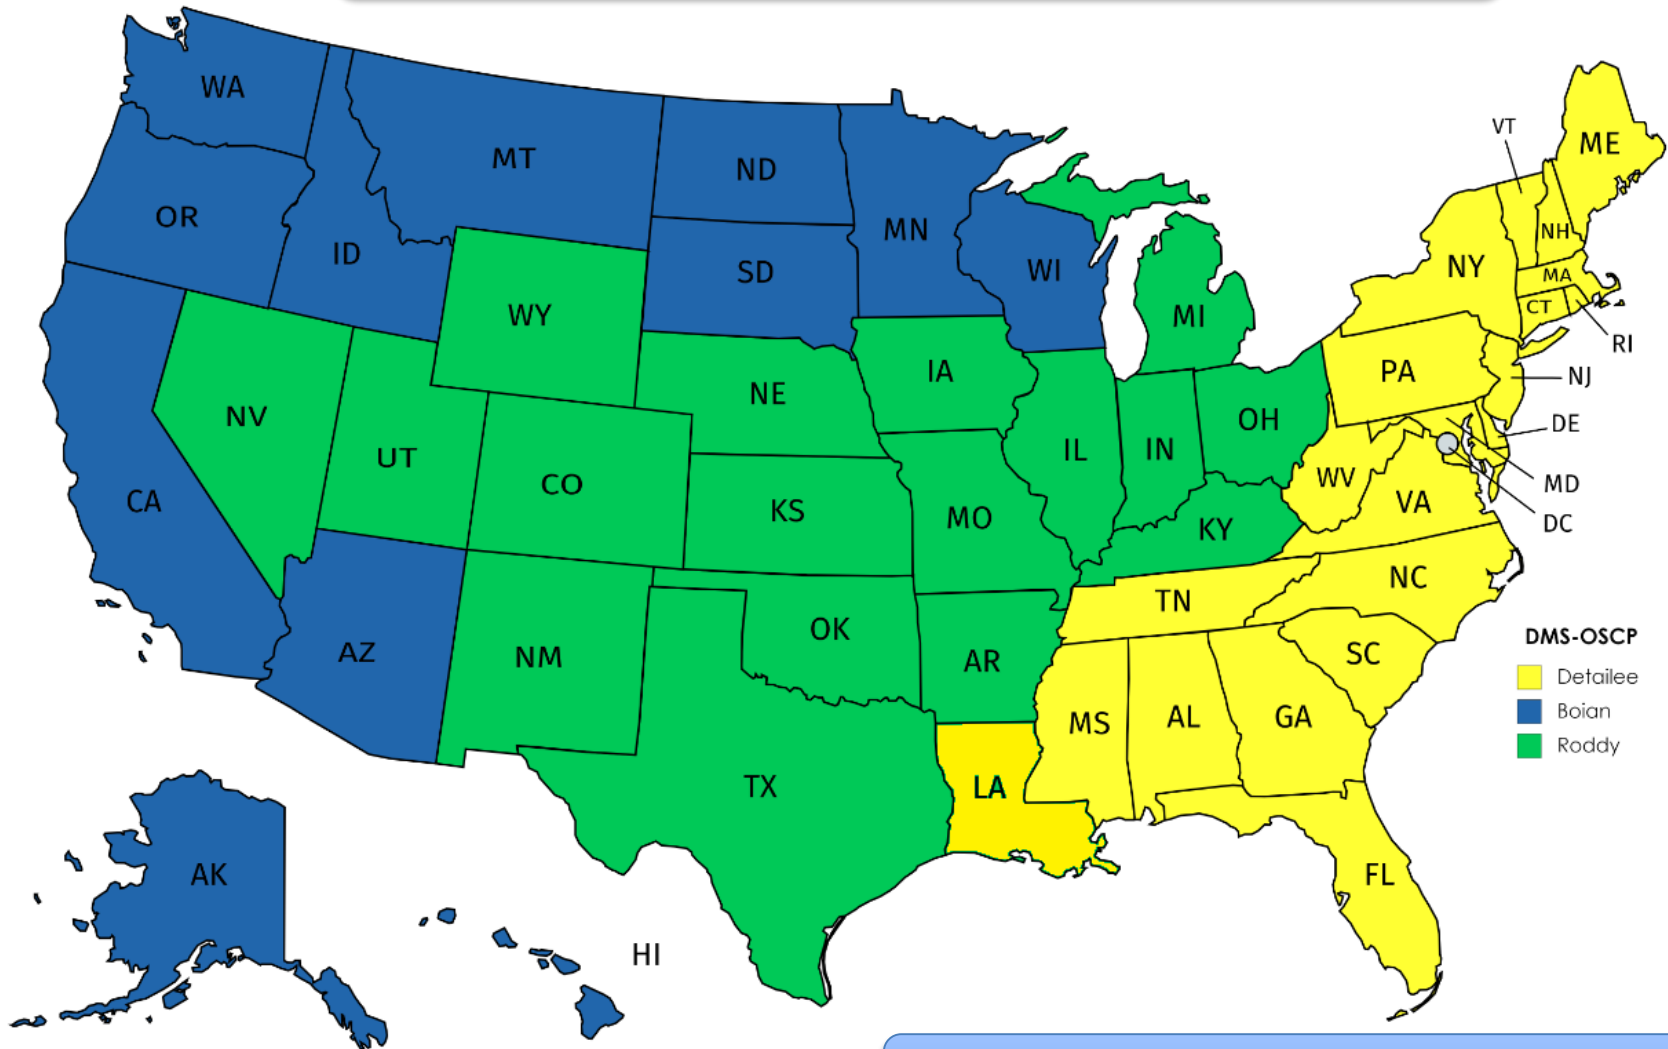 WA
MT
ND
OR
ID
MN
SD
WI
WY
NV
UT
CO
NE
IA
MI
CA
KS
MO
IL
IN
OH
KY
AZ
NM
OK
AR
TX
LA
AK
HI
VT
ME
NH
NY
MA
CT
RI
PA
NJ
DE
WV
MD
VA
DC
NC
TN
SC
MS
AL
GA
FL
DMS-OSCP
Detailee
Boian
Roddy